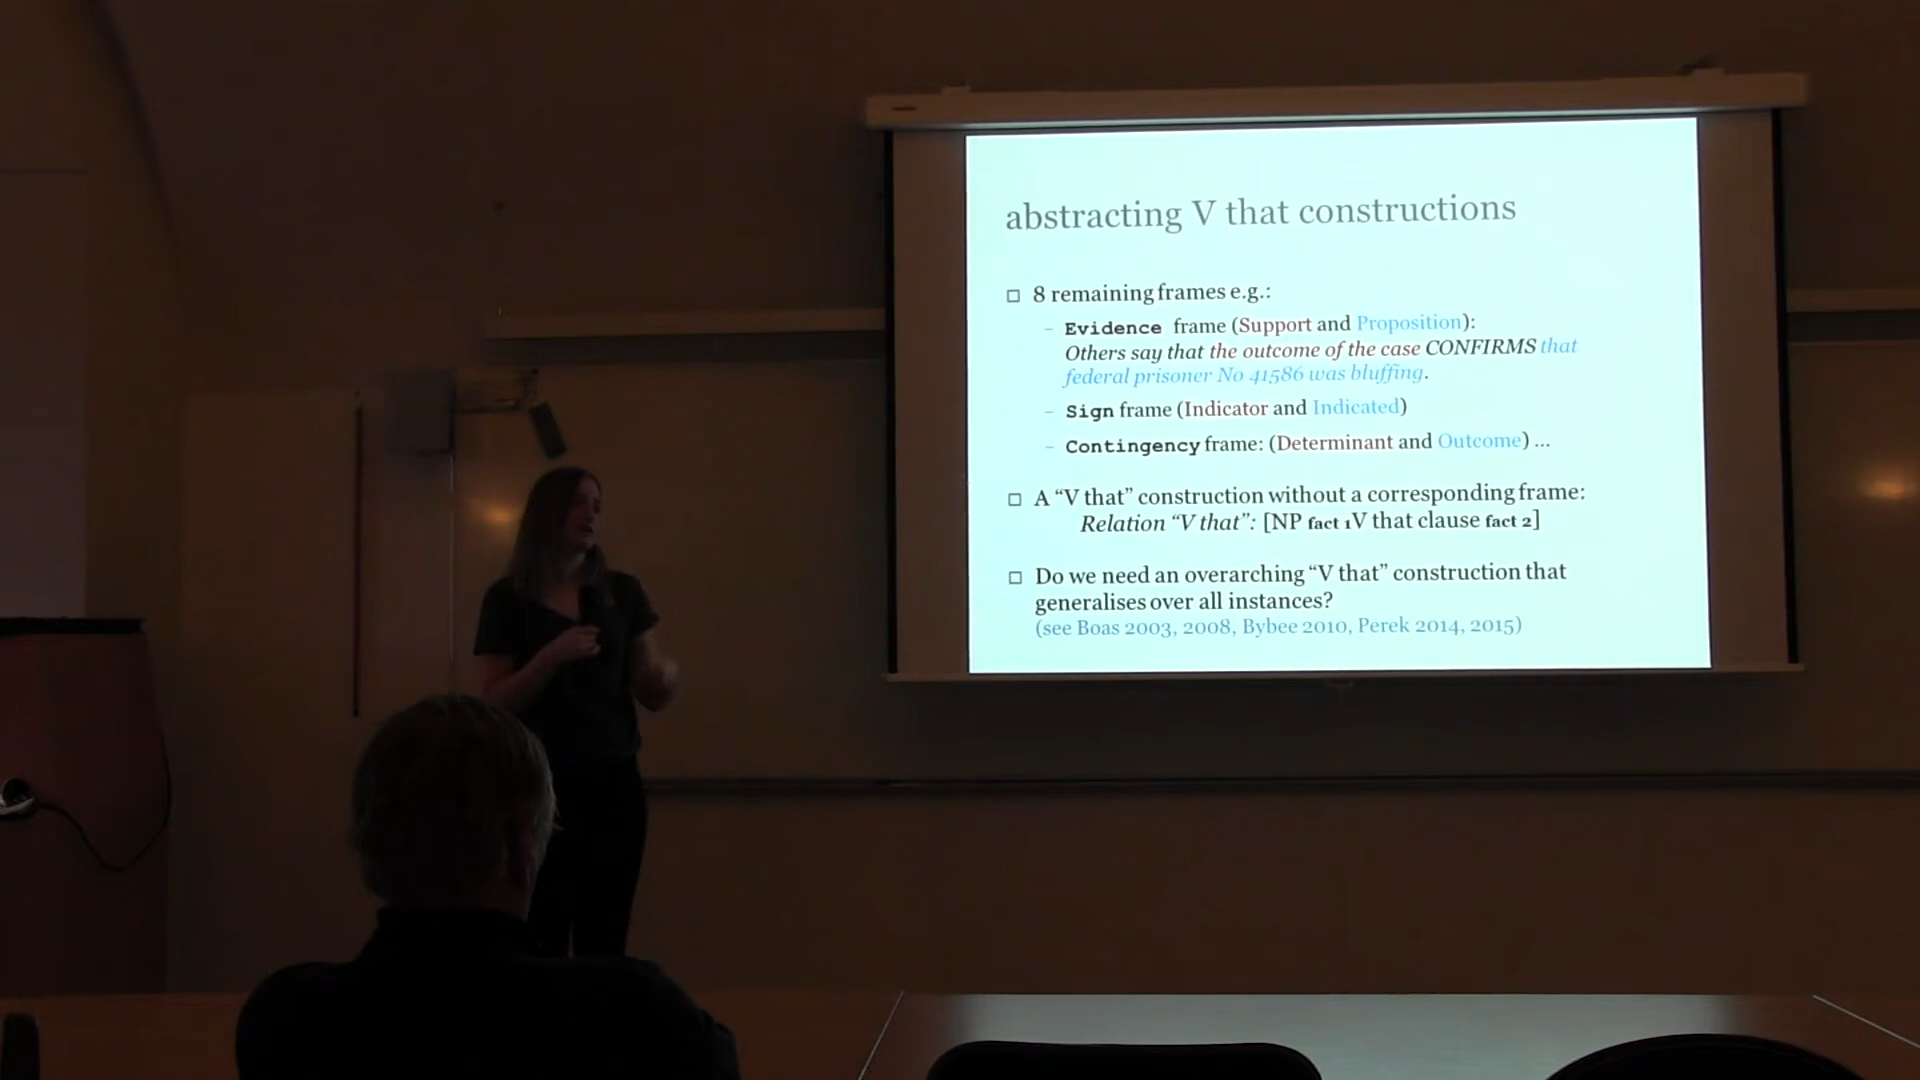 abstracting V that constructions
□ 8 remaining frames e.g.:
– Evidence frame (Support and Proposition):
Others say that the outcome of the case CONFIRMS that
federal prisoner No 41586 was bluffing.
– Sign frame (Indicator and Indicated)
– Contingency frame: (Determinant and Outcome) ...
□ A “V that” construction without a corresponding frame:
Relation “V that”: [NP fact 1 V that clause fact 2]
□ Do we need an overarching “V that” construction that
generalises over all instances?
(see Boas 2003, 2008, Bybee 2010, Perek 2014, 2015)